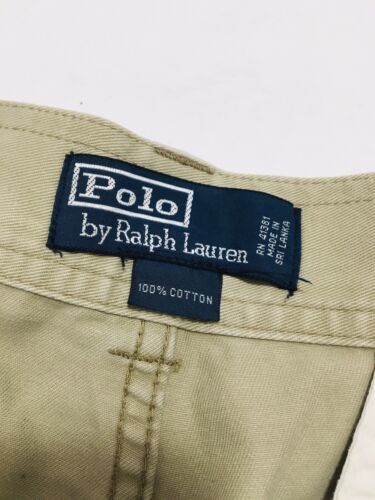 Polo
by Ralph Lauren
RN 41381
MADE IN
SRI LANKA
100% COTTON